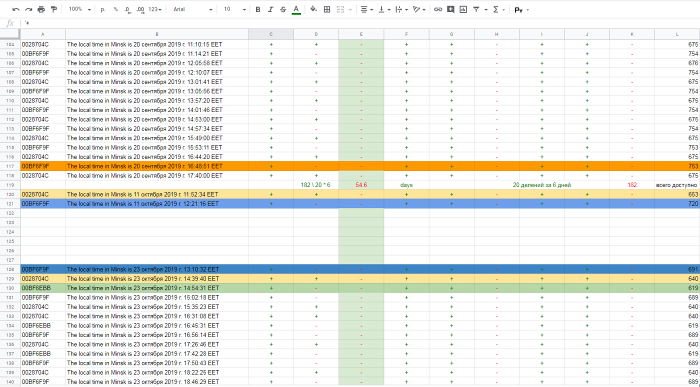 100% р. % .0 .00 123 Arial 10 B I S A
fx '+
A B C D E F G H I J K L
104 0028704C The local time in Minsk is 20 октября 2019 г. 11:10:15 EET + + - + + - + + - 675
105 00BF6F9F The local time in Minsk is 20 октября 2019 г. 11:14:21 EET + - - + + - + + - 754
106 0028704C The local time in Minsk is 20 октября 2019 г. 12:05:58 EET + + - + + - + + - 676
107 00BF6F9F The local time in Minsk is 20 октября 2019 г. 12:10:07 EET + - - + + - + + - 754
108 0028704C The local time in Minsk is 20 октября 2019 г. 13:01:41 EET + + - + + - + + - 675
109 00BF6F9F The local time in Minsk is 20 октября 2019 г. 13:05:56 EET + - - + + - + + - 754
110 0028704C The local time in Minsk is 20 октября 2019 г. 13:57:20 EET + + - + + - + + - 675
111 00BF6F9F The local time in Minsk is 20 октября 2019 г. 14:01:46 EET + - - + + - + + - 754
112 0028704C The local time in Minsk is 20 октября 2019 г. 14:53:00 EET + + - + + - + + - 675
113 00BF6F9F The local time in Minsk is 20 октября 2019 г. 14:57:34 EET + - - + + - + + - 754
114 0028704C The local time in Minsk is 20 октября 2019 г. 15:49:00 EET + + - + + - + + - 675
115 00BF6F9F The local time in Minsk is 20 октября 2019 г. 15:53:11 EET + - - + + - + + - 753
116 0028704C The local time in Minsk is 20 октября 2019 г. 16:44:20 EET + + - + + - + + - 675
117 00BF6F9F The local time in Minsk is 20 октября 2019 г. 16:48:51 EET + - - + + - + + - 753
118 0028704C The local time in Minsk is 20 октября 2019 г. 17:40:00 EET + + - + + - + + - 675
119 182 \ 20 * 6 54.6 days 20 делений за 6 дней 182 всего доступно
120 0028704C The local time in Minsk is 11 октября 2019 г. 11:52:34 EET + + - + + - + + - 663
121 00BF6F9F The local time in Minsk is 11 октября 2019 г. 12:21:16 EET + - - + + - + + - 720
122
123
124
125
126
127
128 00BF6F9F The local time in Minsk is 23 октября 2019 г. 13:10:32 EET + - - + + - + + - 691
129 0028704C The local time in Minsk is 23 октября 2019 г. 14:39:40 EET + + - + + - + + - 640
130 00BF6EBB The local time in Minsk is 23 октября 2019 г. 14:54:31 EET + - - + + - + + - 619
131 00BF6F9F The local time in Minsk is 23 октября 2019 г. 15:02:18 EET + - - + + - + + - 689
132 0028704C The local time in Minsk is 23 октября 2019 г. 15:35:23 EET + + - + + - + + - 640
133 0028704C The local time in Minsk is 23 октября 2019 г. 16:31:08 EET + + - + + - + + - 640
134 00BF6EBB The local time in Minsk is 23 октября 2019 г. 16:45:31 EET + - - + + - + + - 619
135 00BF6F9F The local time in Minsk is 23 октября 2019 г. 16:56:14 EET + - - + + - + + - 689
136 0028704C The local time in Minsk is 23 октября 2019 г. 17:26:46 EET + + - + + - + + - 640
137 00BF6EBB The local time in Minsk is 23 октября 2019 г. 17:42:28 EET + - - + + - + + - 619
138 00BF6F9F The local time in Minsk is 23 октября 2019 г. 17:50:43 EET + - - + + - + + - 689
139 0028704C The local time in Minsk is 23 октября 2019 г. 18:22:25 EET + + - + + - + + - 640
140 00BF6F9F The local time in Minsk is 23 октября 2019 г. 18:46:29 EET + - - + + - + + - 689